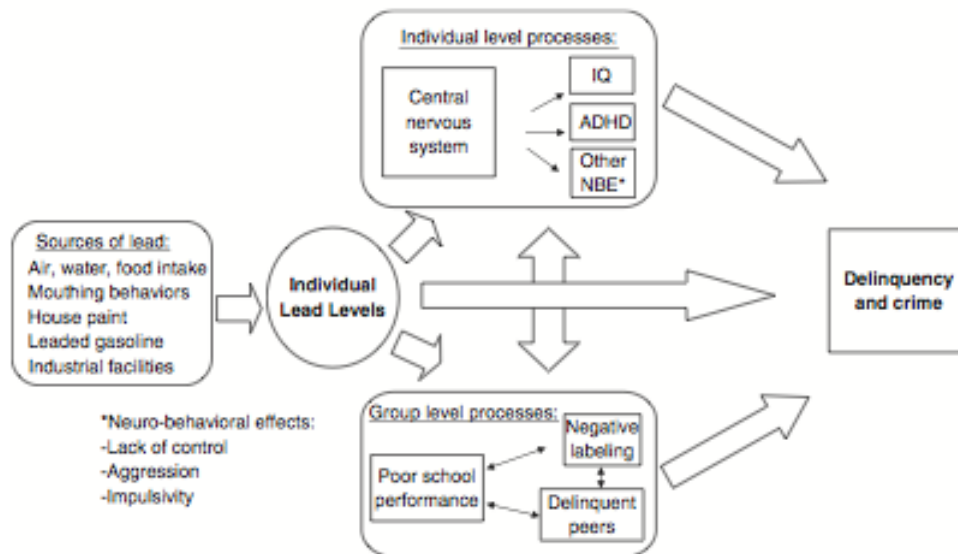 Individual level processes:
Central
nervous
system
IQ
ADHD
Other
NBE*
Sources of lead:
Air, water, food intake
Mouthing behaviors
House paint
Leaded gasoline
Industrial facilities
Individual
Lead Levels
Delinquency
and crime
*Neuro-behavioral effects:
-Lack of control
-Aggression
-Impulsivity
Group level processes:
Poor school
performance
Negative
labeling
Delinquent
peers